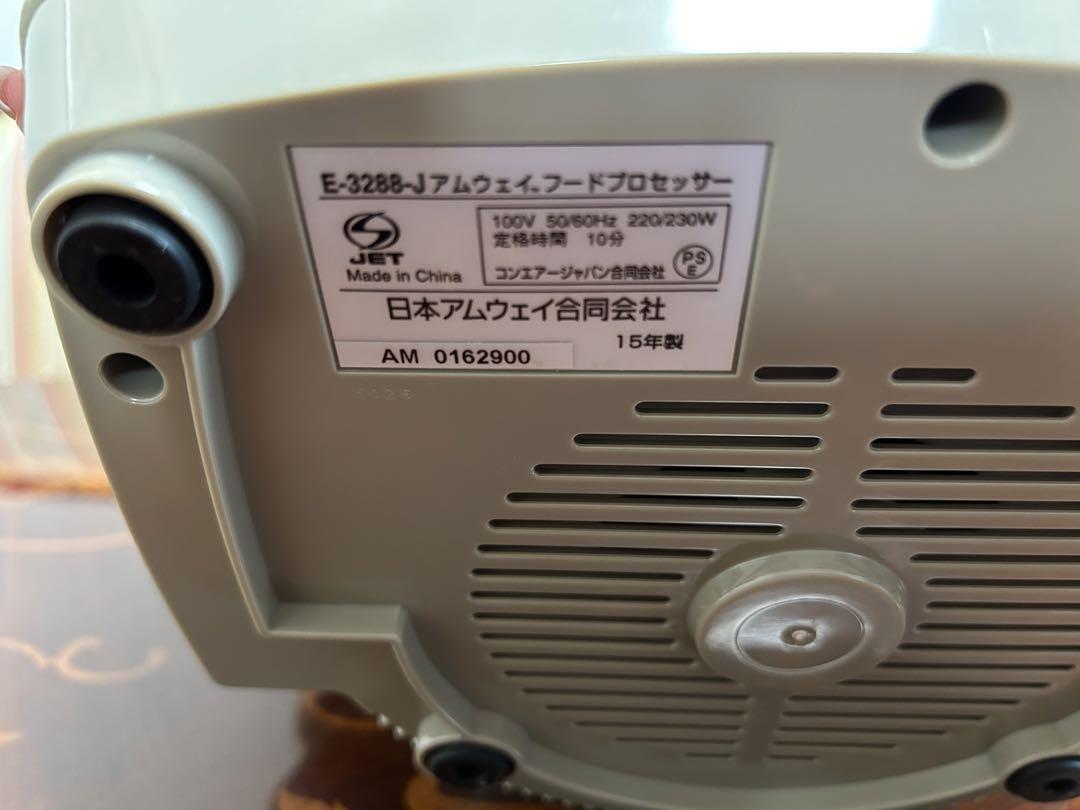 E-3288-Jアムウェイ®フードプロセッサー
JET
Made in China
100V 50/60Hz 220/230W
定格時間 10分
コンエアージャパン合同会社
PS
E
日本アムウェイ合同会社
15年製
AM 0162900